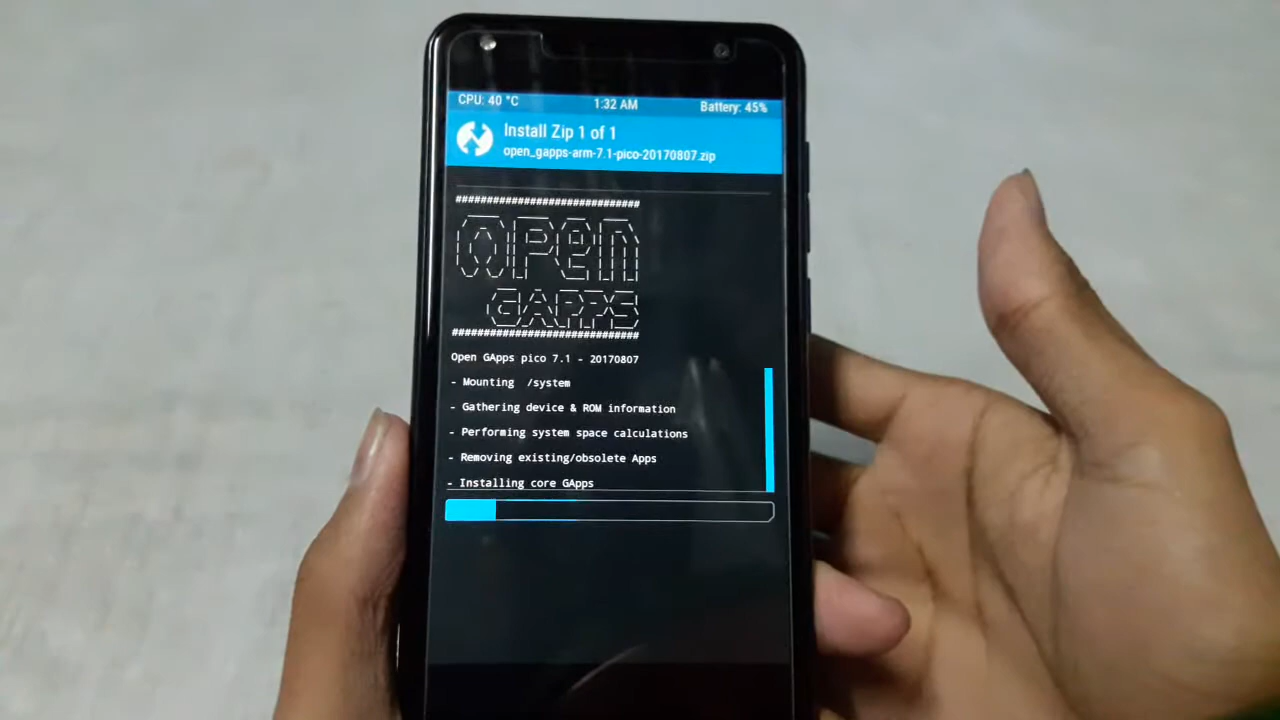 CPU: 40 °C 1:32 AM Battery: 45%
Install Zip 1 of 1
open_gapps-arm-7.1-pico-20170807.zip
##############################
OPEN
GAPPS
##############################
Open GApps pico 7.1 - 20170807
- Mounting /system
- Gathering device & ROM information
- Performing system space calculations
- Removing existing/obsolete Apps
- Installing core GApps